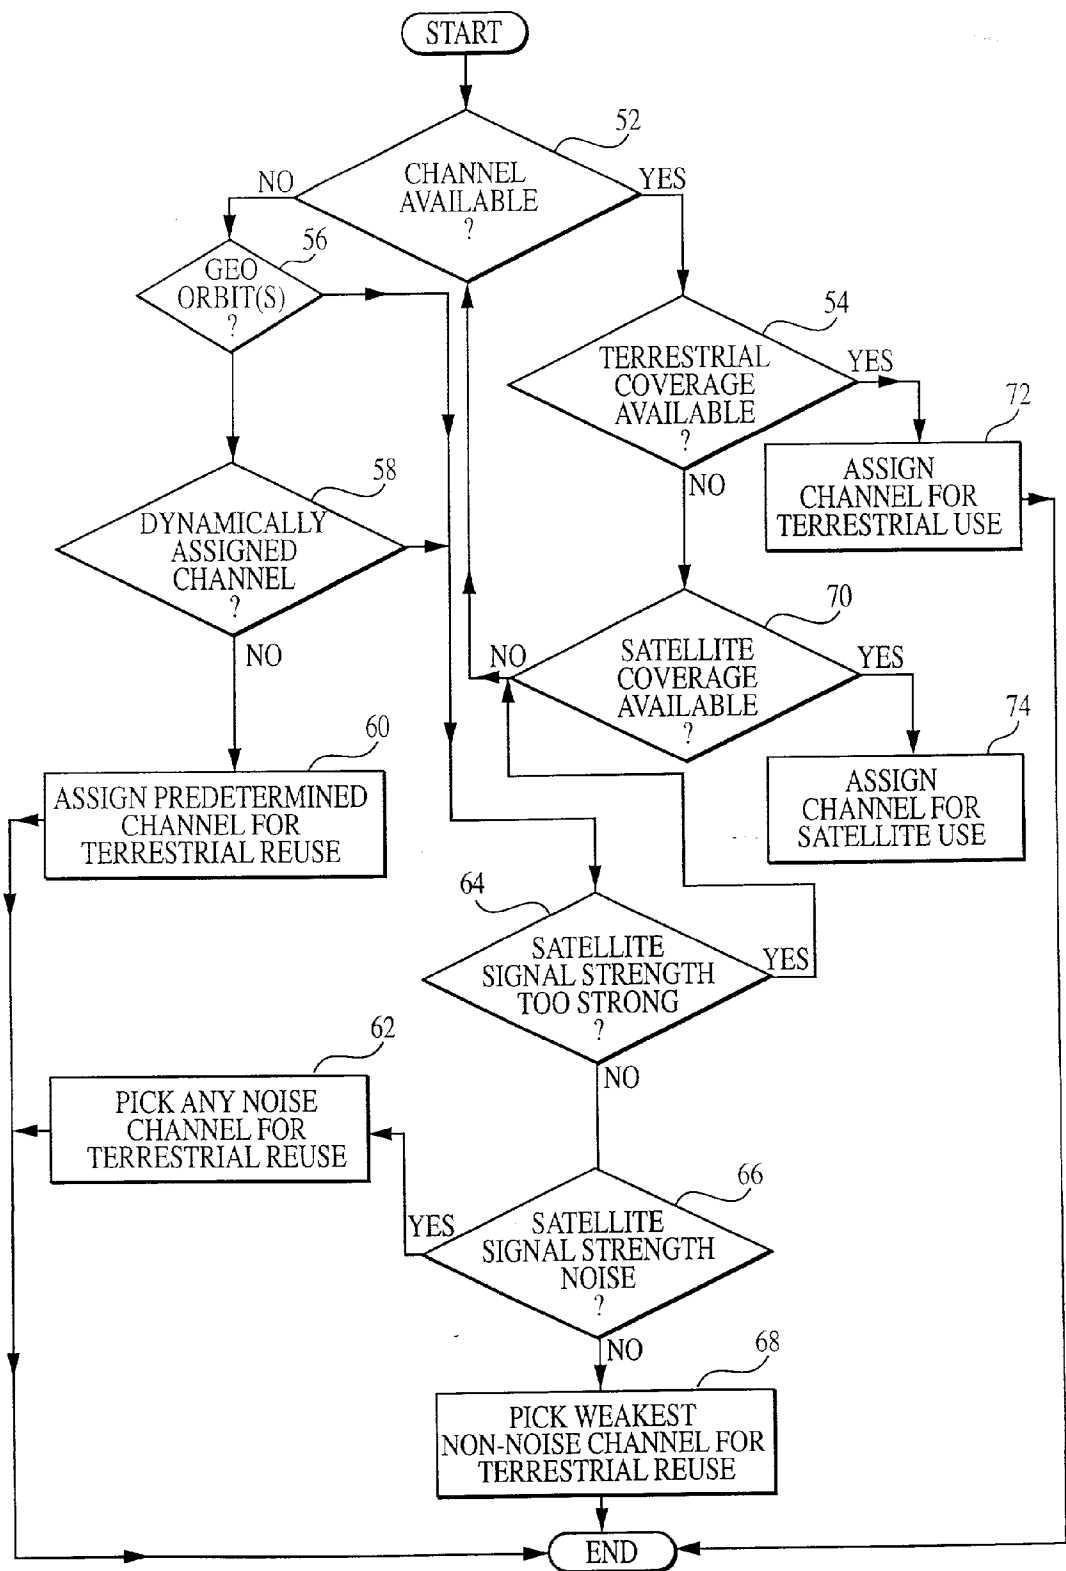 START
52
CHANNEL
AVAILABLE
?
NO
YES
56
GEO
ORBIT(S)
?
54
TERRESTRIAL
COVERAGE
AVAILABLE
?
YES
NO
72
ASSIGN
CHANNEL FOR
TERRESTRIAL USE
58
DYNAMICALLY
ASSIGNED
CHANNEL
?
NO
70
SATELLITE
COVERAGE
AVAILABLE
?
NO
YES
74
ASSIGN
CHANNEL FOR
SATELLITE USE
60
ASSIGN PREDETERMINED
CHANNEL FOR
TERRESTRIAL REUSE
64
SATELLITE
SIGNAL STRENGTH
TOO STRONG
?
YES
NO
62
PICK ANY NOISE
CHANNEL FOR
TERRESTRIAL REUSE
66
SATELLITE
SIGNAL STRENGTH
NOISE
?
YES
NO
68
PICK WEAKEST
NON-NOISE CHANNEL FOR
TERRESTRIAL REUSE
END